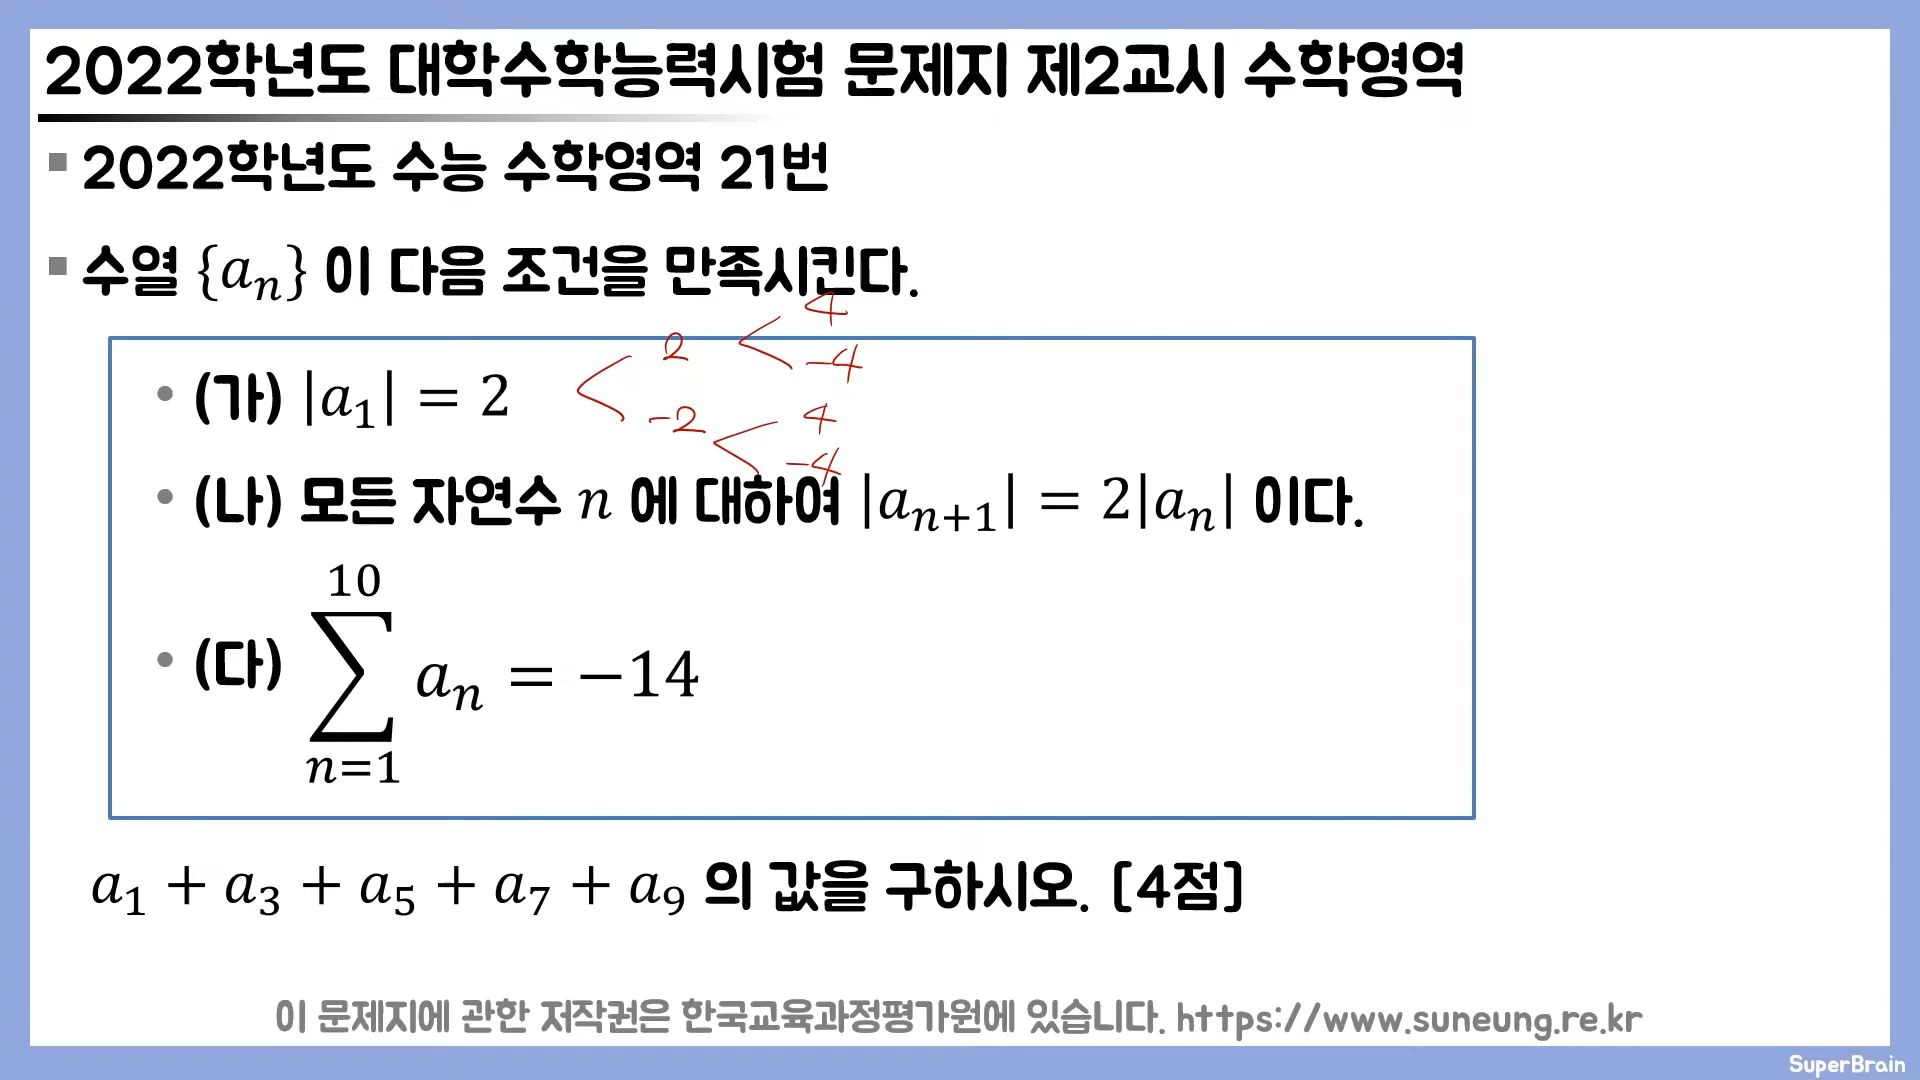 2022학년도 대학수학능력시험 문제지 제2교시 수학영역
▪ 2022학년도 수능 수학영역 21번
▪ 수열 {aₙ} 이 다음 조건을 만족시킨다.
4
2
-4
• (가) |a₁| = 2
-2
4
-4
• (나) 모든 자연수 n 에 대하여 |aₙ₊₁| = 2|aₙ| 이다.
10
• (다) ∑ aₙ = −14
n=1
a₁ + a₃ + a₅ + a₇ + a₉ 의 값을 구하시오. [4점]
이 문제지에 관한 저작권은 한국교육과정평가원에 있습니다. https://www.suneung.re.kr
SuperBrain